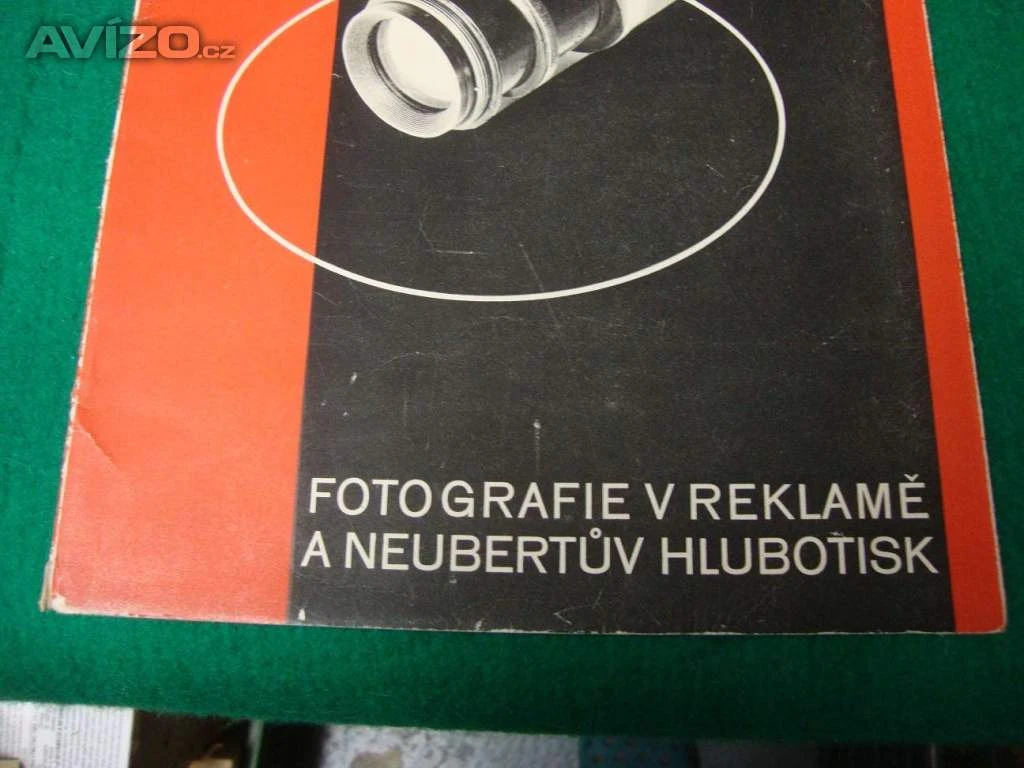 AVÍZO.cz
FOTOGRAFIE V REKLAMĚ
A NEUBERTŮV HLUBOTISK